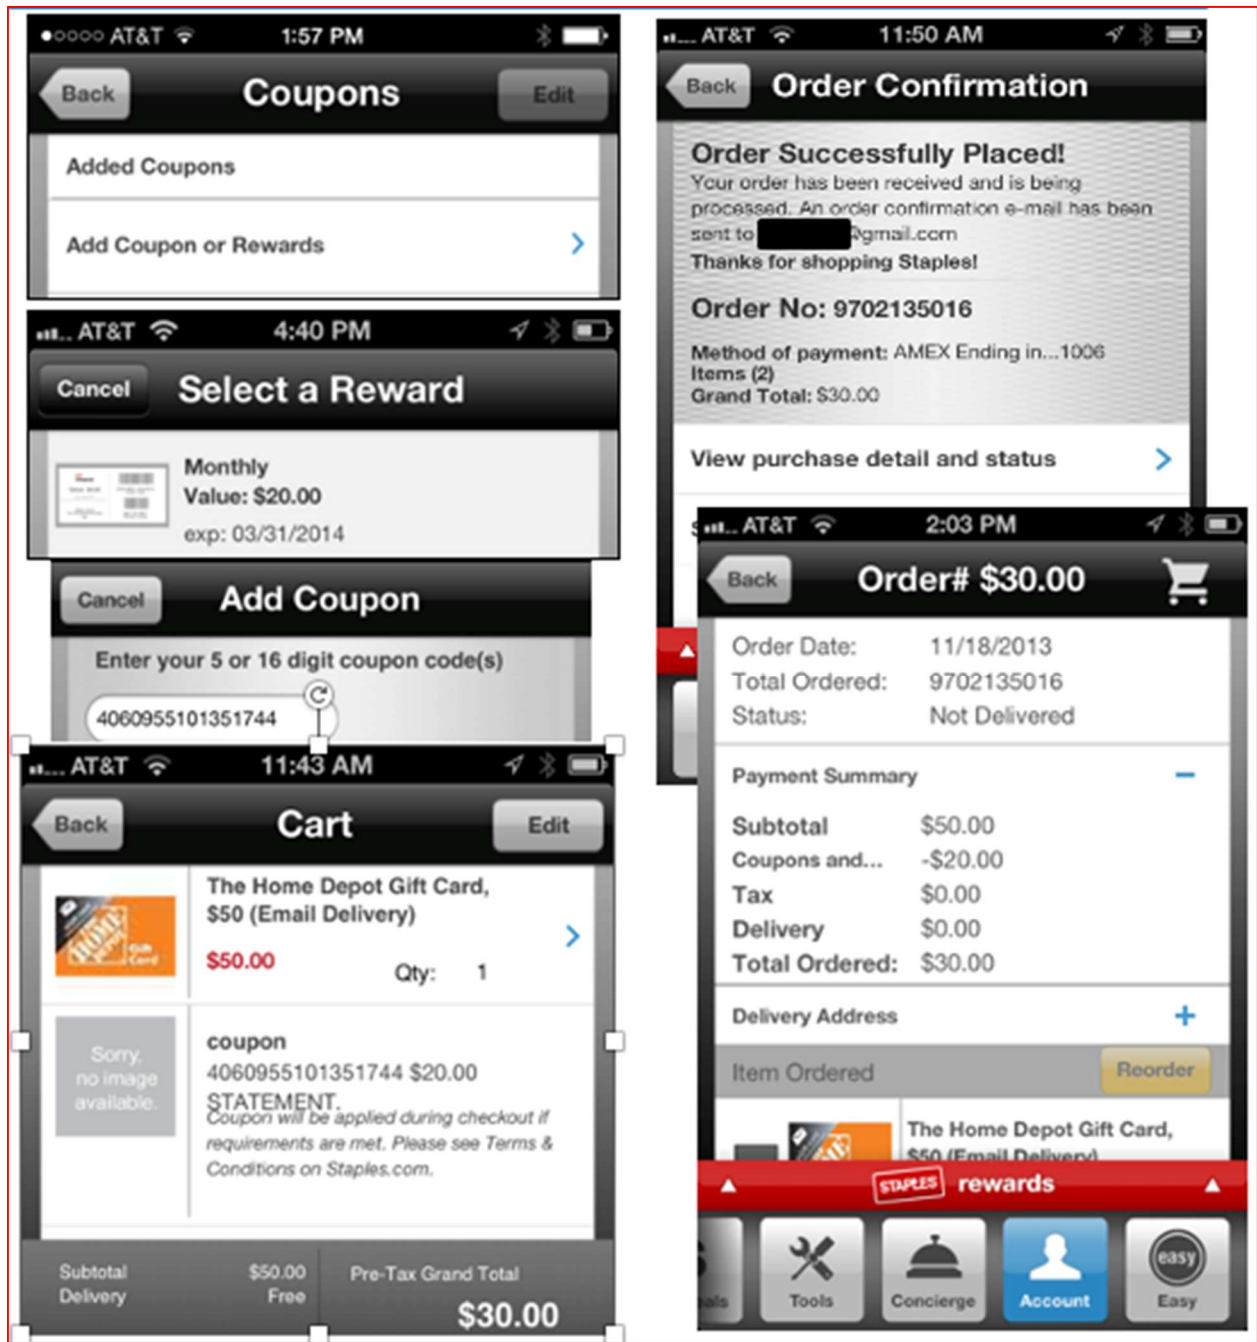 AT&T 1:57 PM
Back Coupons Edit
Added Coupons
Add Coupon or Rewards
AT&T 4:40 PM
Cancel Select a Reward
Monthly
Value: $20.00
exp: 03/31/2014
Cancel Add Coupon
Enter your 5 or 16 digit coupon code(s)
4060955101351744
AT&T 11:43 AM
Back Cart Edit
The Home Depot Gift Card,
$50 (Email Delivery)
$50.00 Qty: 1
THE HOME DEPOT Gift Card
Sorry,
no image
available.
coupon
4060955101351744 $20.00
STATEMENT.
Coupon will be applied during checkout if
requirements are met. Please see Terms &
Conditions on Staples.com.
Subtotal $50.00
Delivery Free
Pre-Tax Grand Total
$30.00
AT&T 11:50 AM
Back Order Confirmation
Order Successfully Placed!
Your order has been received and is being
processed. An order confirmation e-mail has been
sent to @gmail.com
Thanks for shopping Staples!
Order No: 9702135016
Method of payment: AMEX Ending in...1006
Items (2)
Grand Total: $30.00
View purchase detail and status
AT&T 2:03 PM
Back Order# $30.00
Order Date: 11/18/2013
Total Ordered: 9702135016
Status: Not Delivered
Payment Summary
Subtotal $50.00
Coupons and... -$20.00
Tax $0.00
Delivery $0.00
Total Ordered: $30.00
Delivery Address
Item Ordered Reorder
The Home Depot Gift Card,
$50 (Email Delivery)
STAPLES rewards
easy
Tools Concierge Account Easy